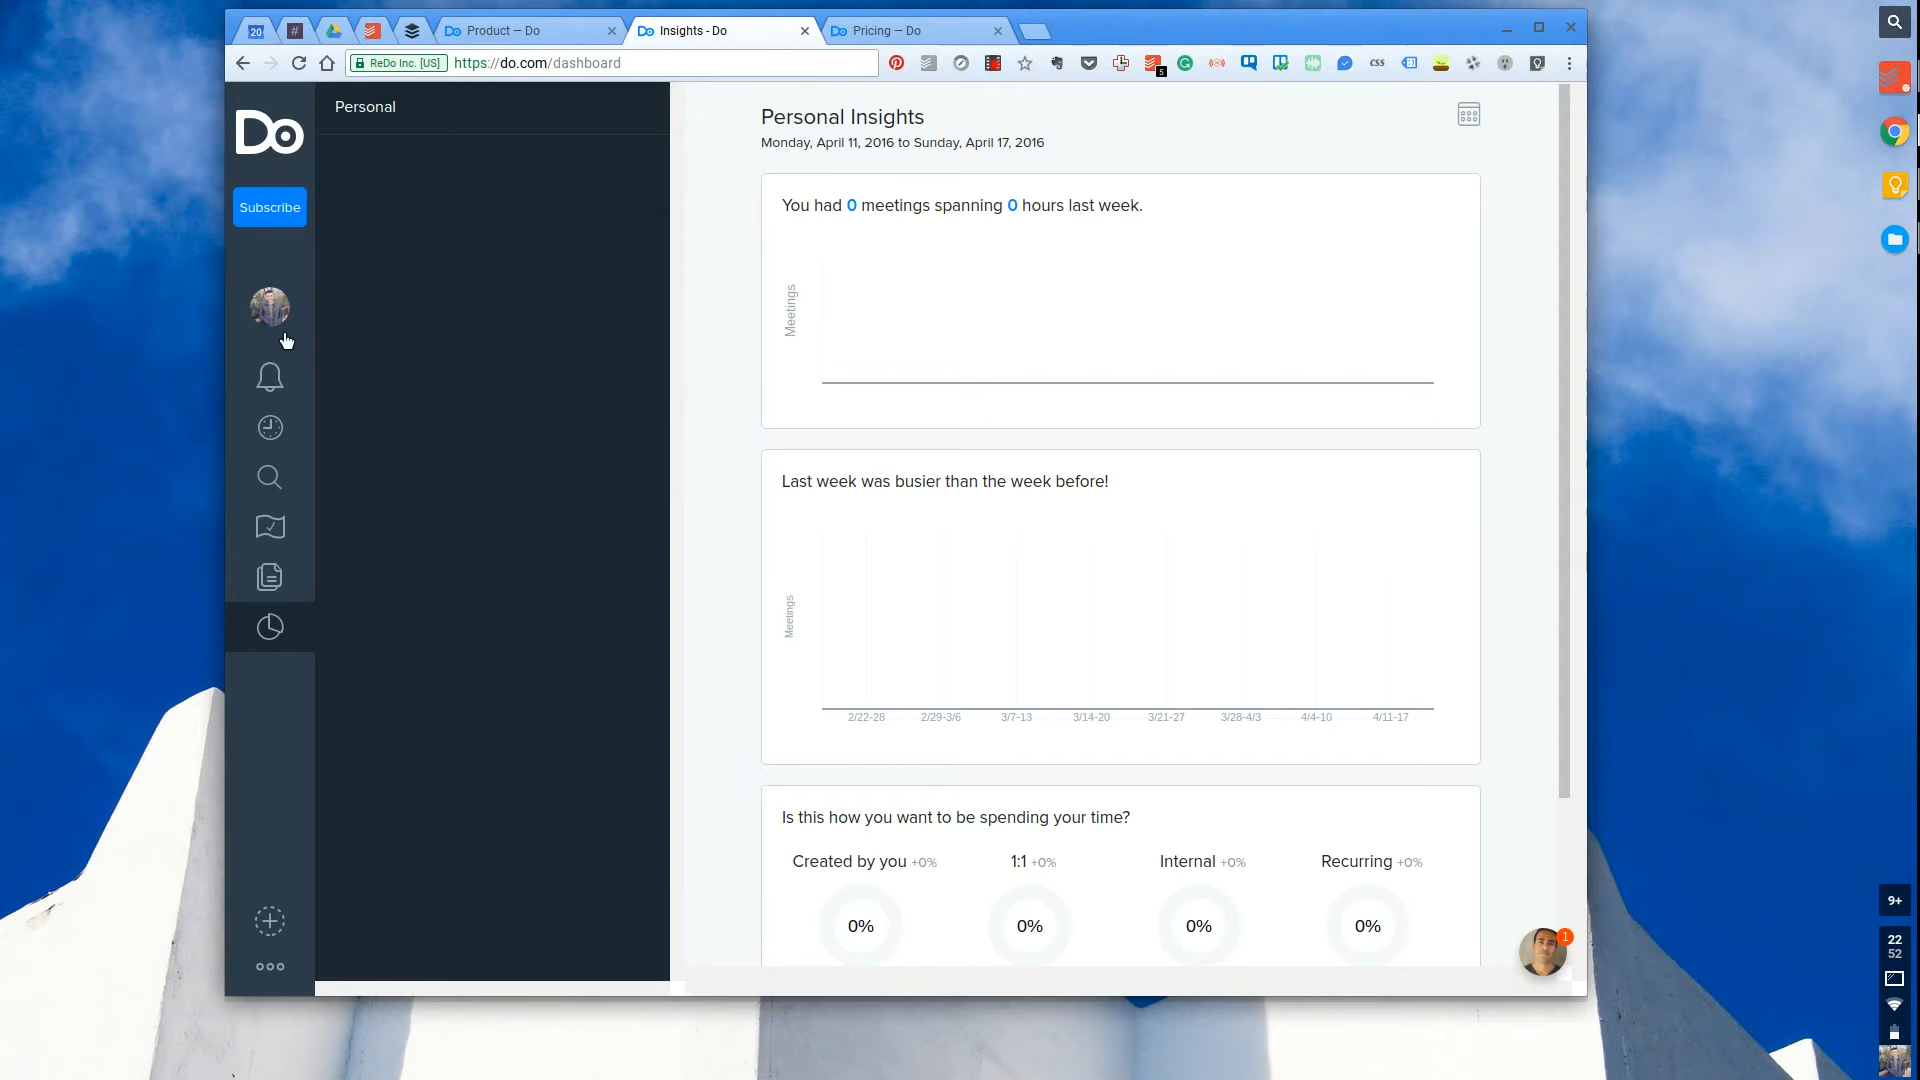 20
#
Product – Do
Insights - Do
Pricing – Do
ReDo Inc. [US]
https://do.com/dashboard
5
css
Do
Subscribe
Personal
Personal Insights
Monday, April 11, 2016 to Sunday, April 17, 2016
You had 0 meetings spanning 0 hours last week.
Meetings
Last week was busier than the week before!
Meetings
2/22-28 2/29-3/6 3/7-13 3/14-20 3/21-27 3/28-4/3 4/4-10 4/11-17
Is this how you want to be spending your time?
Created by you +0% 1:1 +0% Internal +0% Recurring +0%
0% 0% 0% 0%
1
9+
22
52